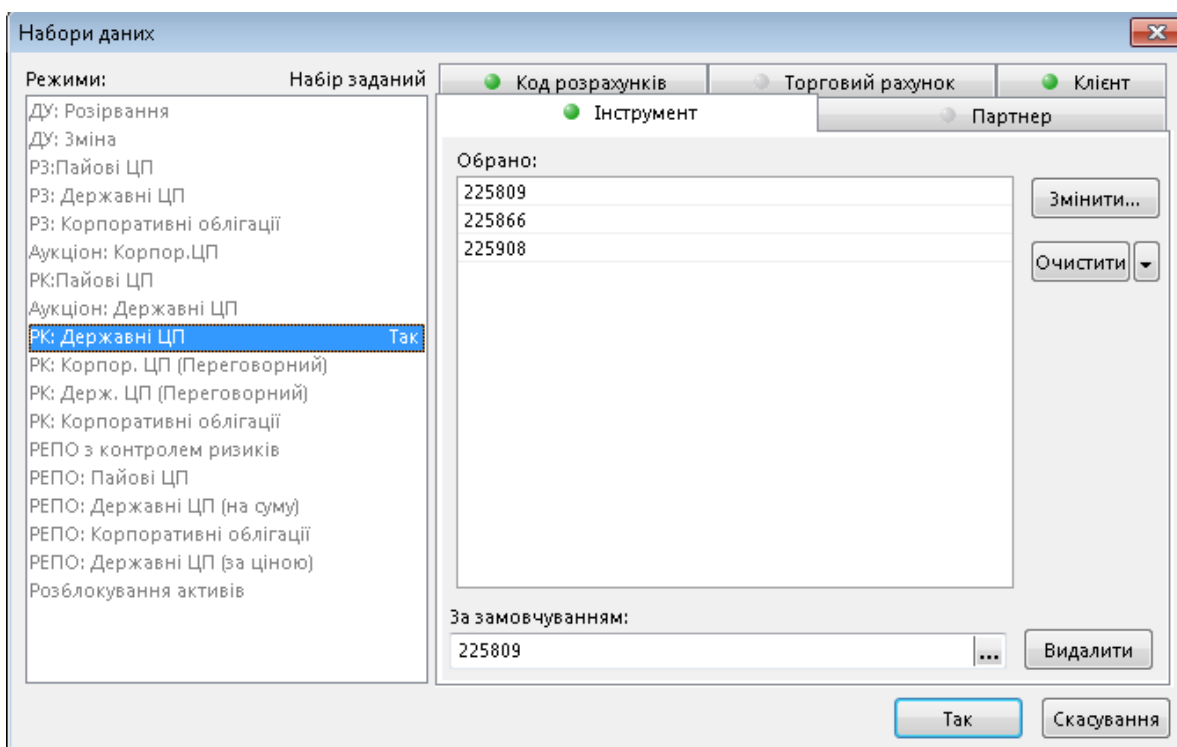 Набори даних
Режими: Набір заданий
ДУ: Розірвання
ДУ: Зміна
РЗ:Пайові ЦП
РЗ: Державні ЦП
РЗ: Корпоративні облігації
Аукціон: Корпор.ЦП
РК:Пайові ЦП
Аукціон: Державні ЦП
РК: Державні ЦП Так
РК: Корпор. ЦП (Переговорний)
РК: Держ. ЦП (Переговорний)
РК: Корпоративні облігації
РЕПО з контролем ризиків
РЕПО: Пайові ЦП
РЕПО: Державні ЦП (на суму)
РЕПО: Корпоративні облігації
РЕПО: Державні ЦП (за ціною)
Розблокування активів
Код розрахунків Торговий рахунок Клієнт
Інструмент Партнер
Обрано:
225809
225866
225908
Змінити...
Очистити
За замовчуванням:
225809 ...
Видалити
Так Скасування